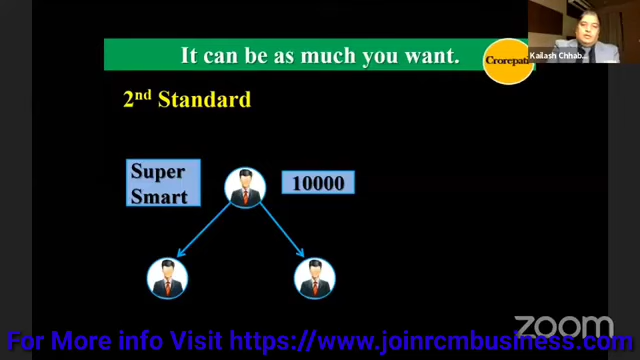 It can be as much you want.
Crorepati
Kailash Chhab...
2nd Standard
Super
Smart
10000
zoom
For More info Visit https://www.joinrcmbusiness.com